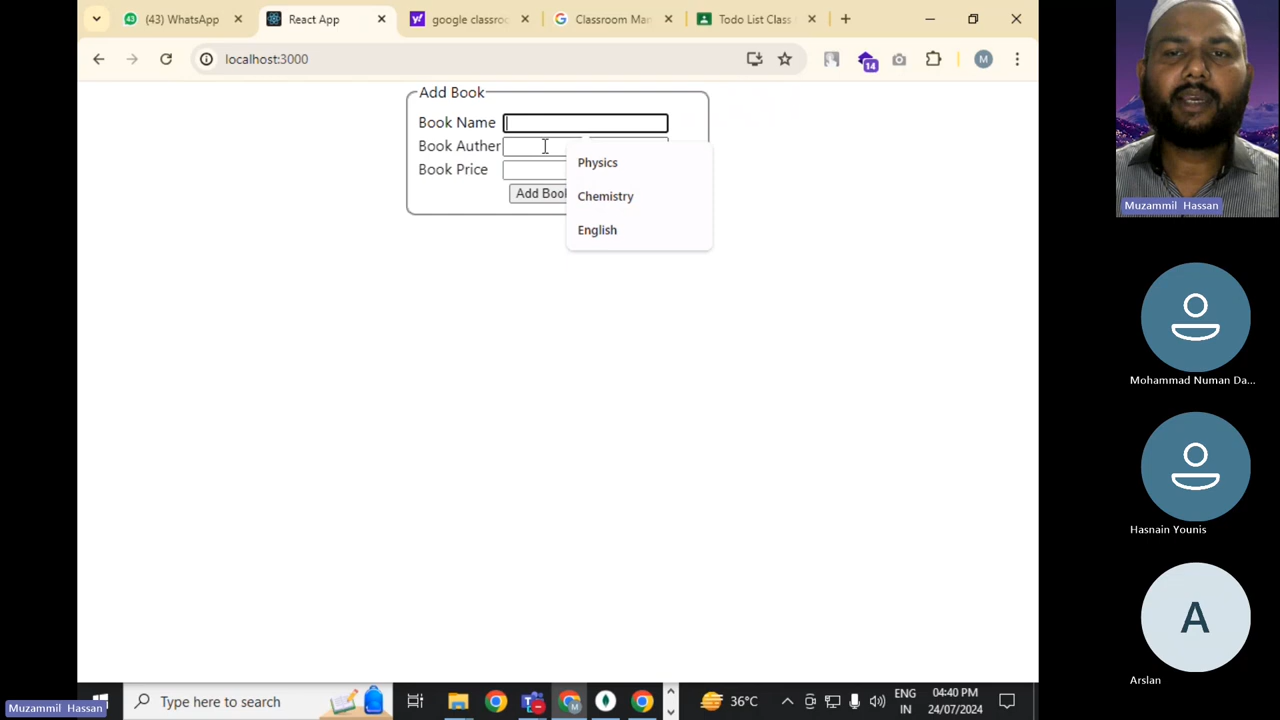 (43) WhatsApp
React App
google classroo
Classroom Man
Todo List Class
localhost:3000
14
M
Add Book
Book Name
Book Auther
Book Price
Add Book
Physics
Chemistry
English
Muzammil Hassan
Mohammad Numan Da...
Hasnain Younis
A
Arslan
Type here to search
36°C
ENG
IN
04:40 PM
24/07/2024
Muzammil Hassan